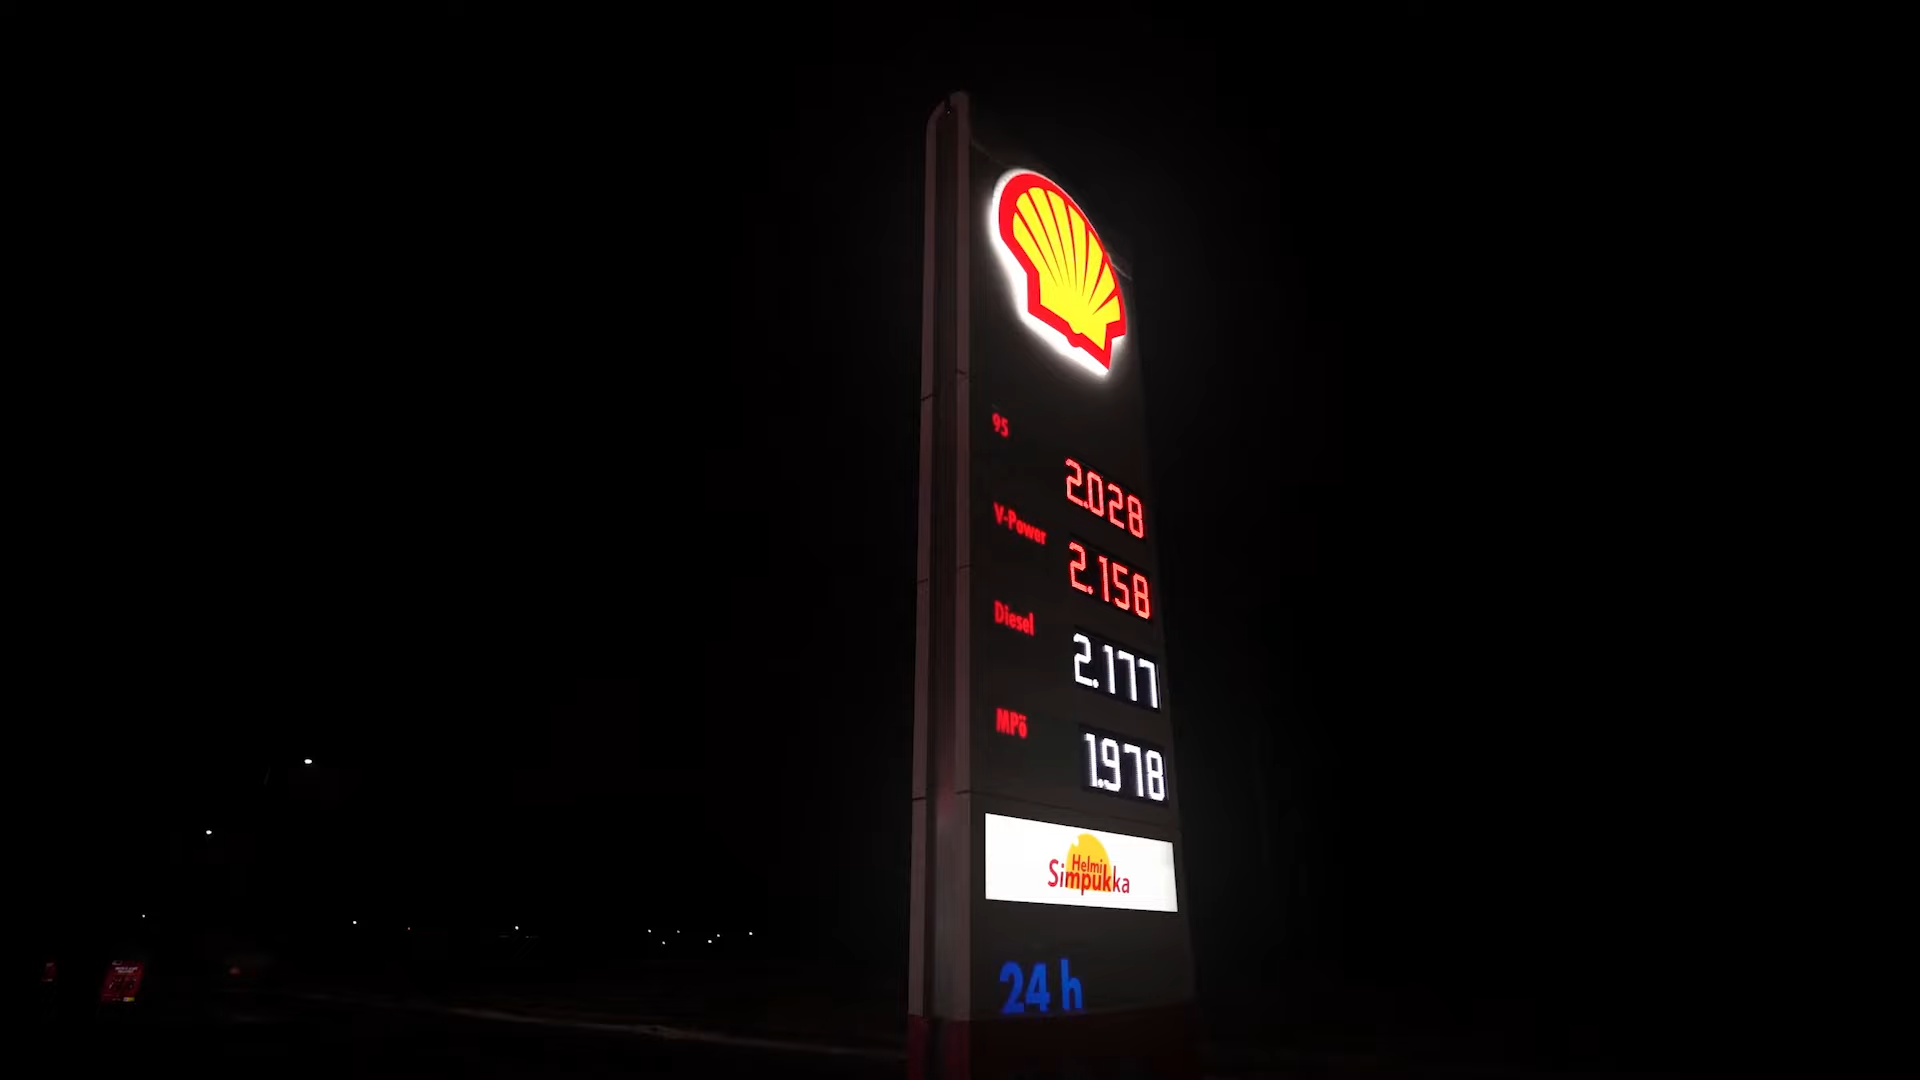 95
2.028
V-Power
2.158
Diesel
2.177
MPö
1.978
Helmi
Simpukka
24 h